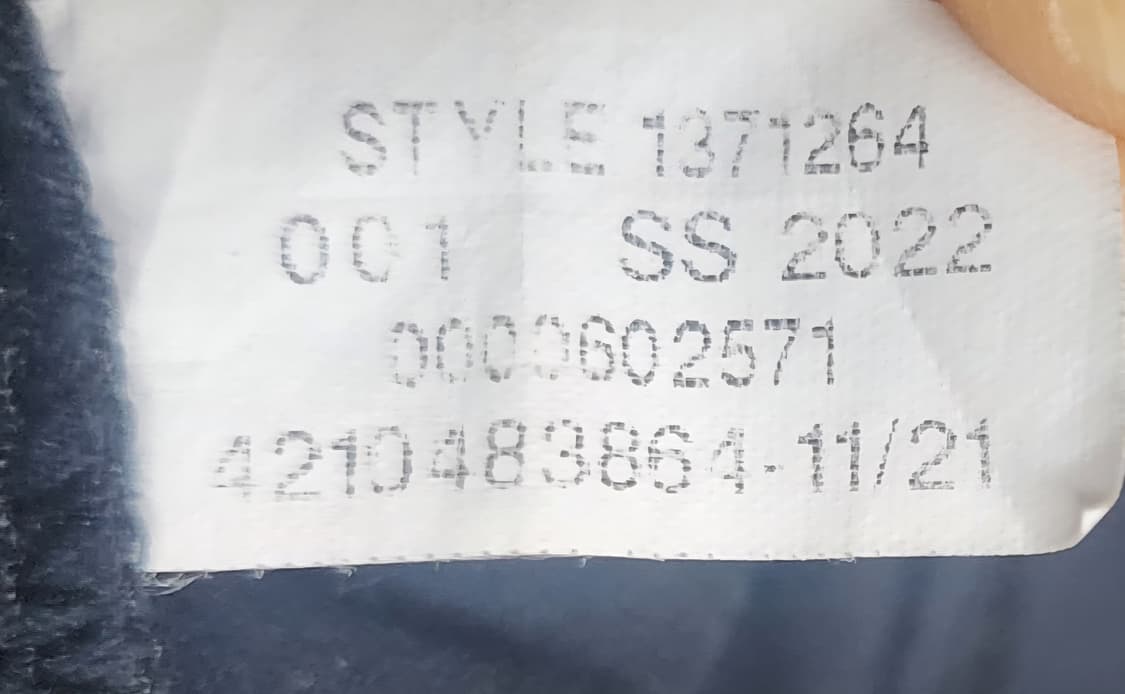 STYLE 1371264
001 SS 2022
0000602571
4210483864-11/21